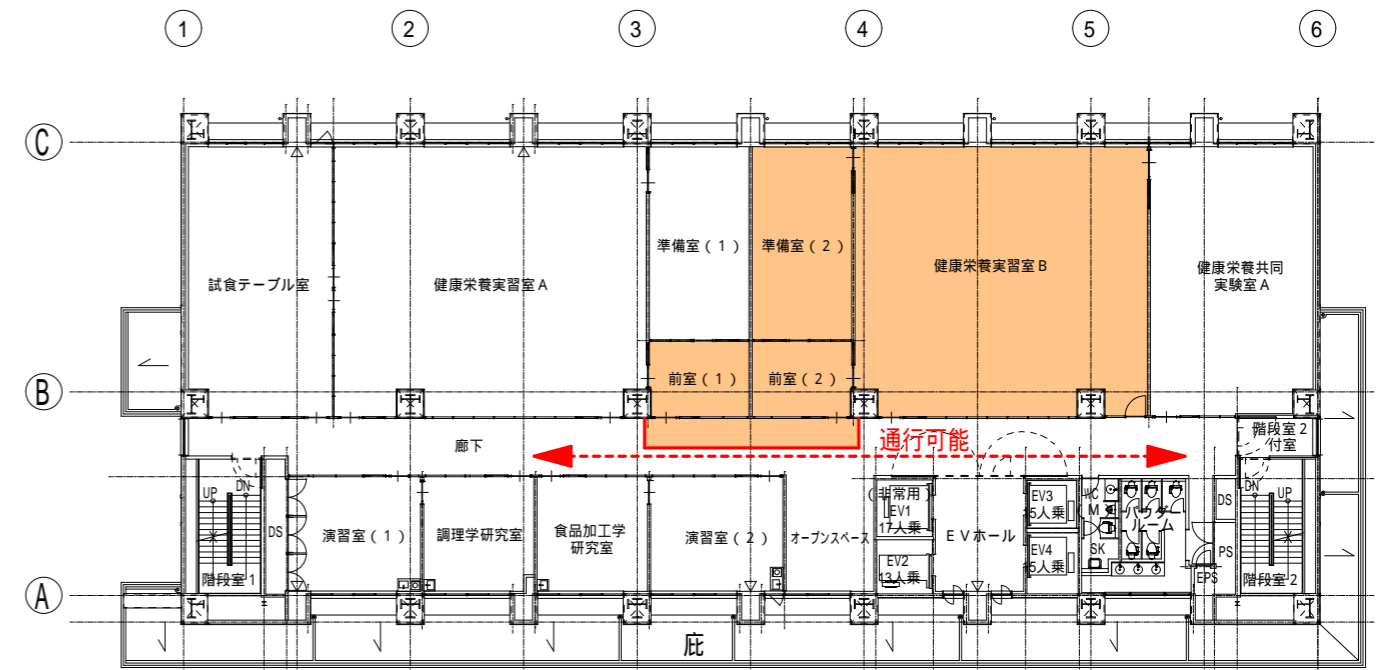 1 2 3 4 5 6
C
準備室(1) 準備室(2)
健康栄養実習室B
試食テーブル室 健康栄養実習室A
健康栄養共同
実験室A
B
前室(1) 前室(2)
廊下
通行可能
階段室2
付室
UP DN
DS
階段室1
演習室(1)
調理学研究室
食品加工学
研究室
演習室(2)
オープンスペース
(非常用)
EV1
17人乗
EV2
13人乗
EVホール
EV3
15人乗
EV4
15人乗
WC
(M)
SK
パウダー
ルーム
DS
PS
EPS
DN UP
階段室2
A
庇